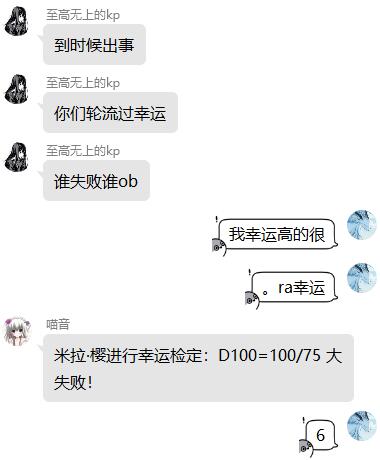 至高无上的kp
到时候出事
至高无上的kp
你们轮流过幸运
至高无上的kp
谁失败谁ob
我幸运高的很
。ra幸运
喵音
米拉·樱进行幸运检定：D100=100/75 大
失败！
6